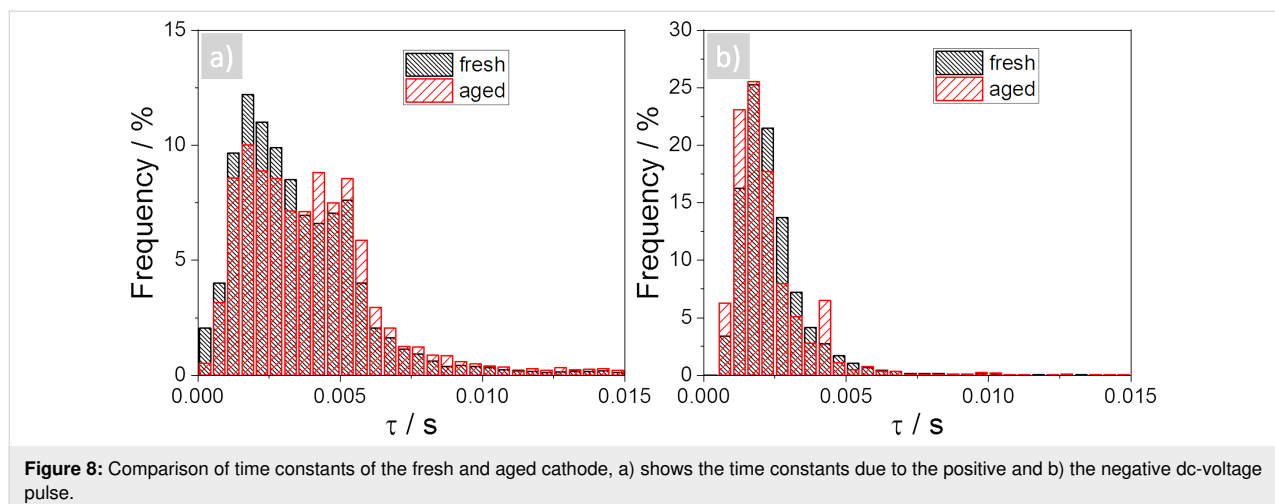 a)
fresh
aged
15
10
5
0
Frequency / %
0.000
0.005
0.010
0.015
τ / s
b)
fresh
aged
30
25
20
15
10
5
0
Frequency / %
0.000
0.005
0.010
0.015
τ / s
Figure 8: Comparison of time constants of the fresh and aged cathode, a) shows the time constants due to the positive and b) the negative dc-voltage
pulse.